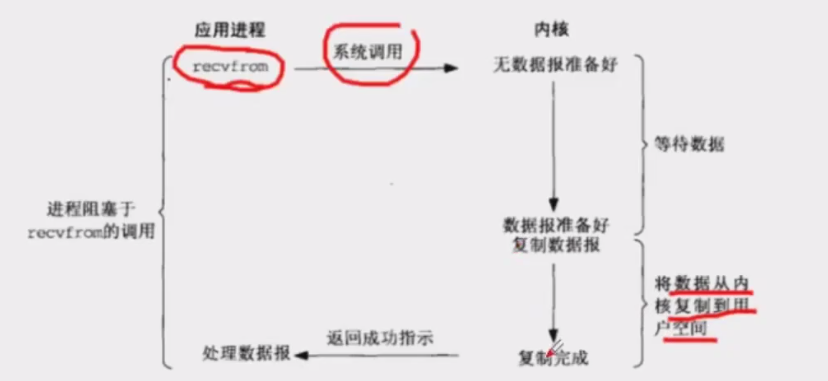 应用进程
内核
recvfrom
系统调用
无数据报准备好
等待数据
进程阻塞于
recvfrom的调用
数据报准备好
复制数据报
将数据从内
核复制到用
户空间
处理数据报
返回成功指示
复制完成